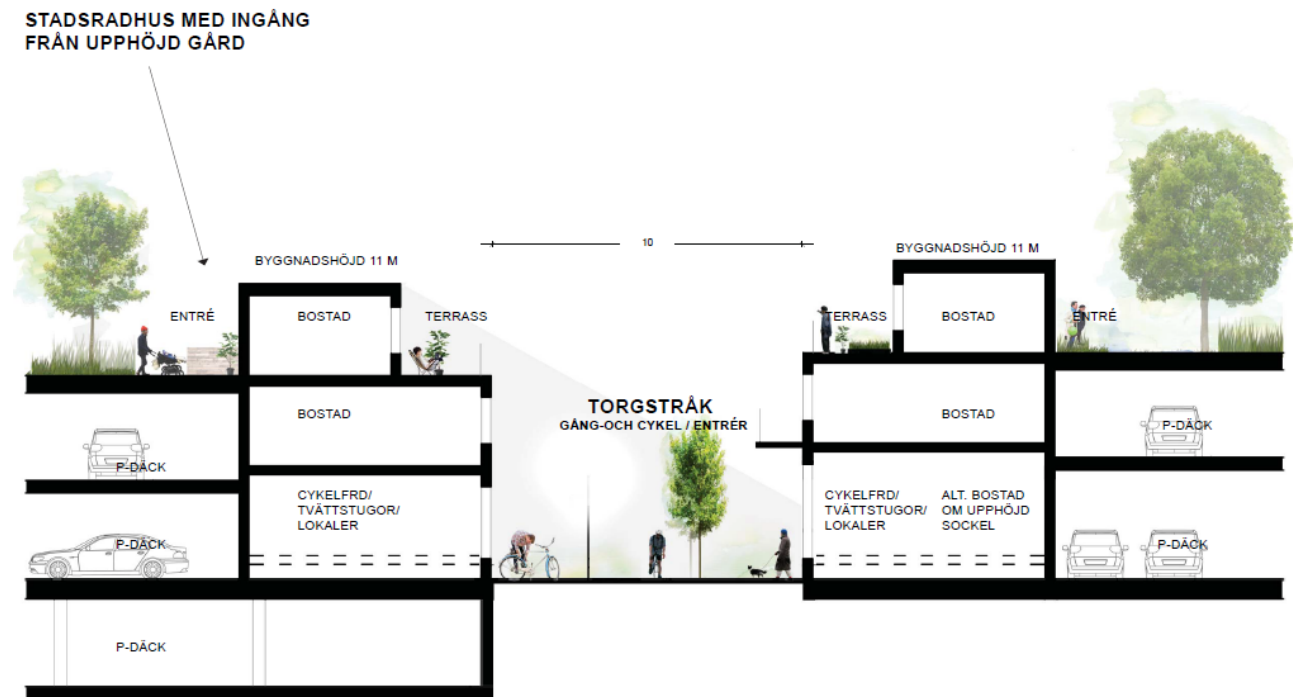 STADSRADHUS MED INGÅNG
FRÅN UPPHÖJD GÅRD
10
BYGGNADSHÖJD 11 M
BYGGNADSHÖJD 11 M
ENTRÉ
BOSTAD
TERRASS
TERRASS
BOSTAD
ENTRÉ
BOSTAD
TORGSTRÅK
GÅNG-OCH CYKEL / ENTRÉR
BOSTAD
P-DÄCK
P-DÄCK
CYKELFRD/
TVÄTTSTUGOR/
LOKALER
CYKELFRD/
TVÄTTSTUGOR/
LOKALER
ALT. BOSTAD
OM UPPHÖJD
SOCKEL
P-DÄCK
P-DÄCK
P-DÄCK